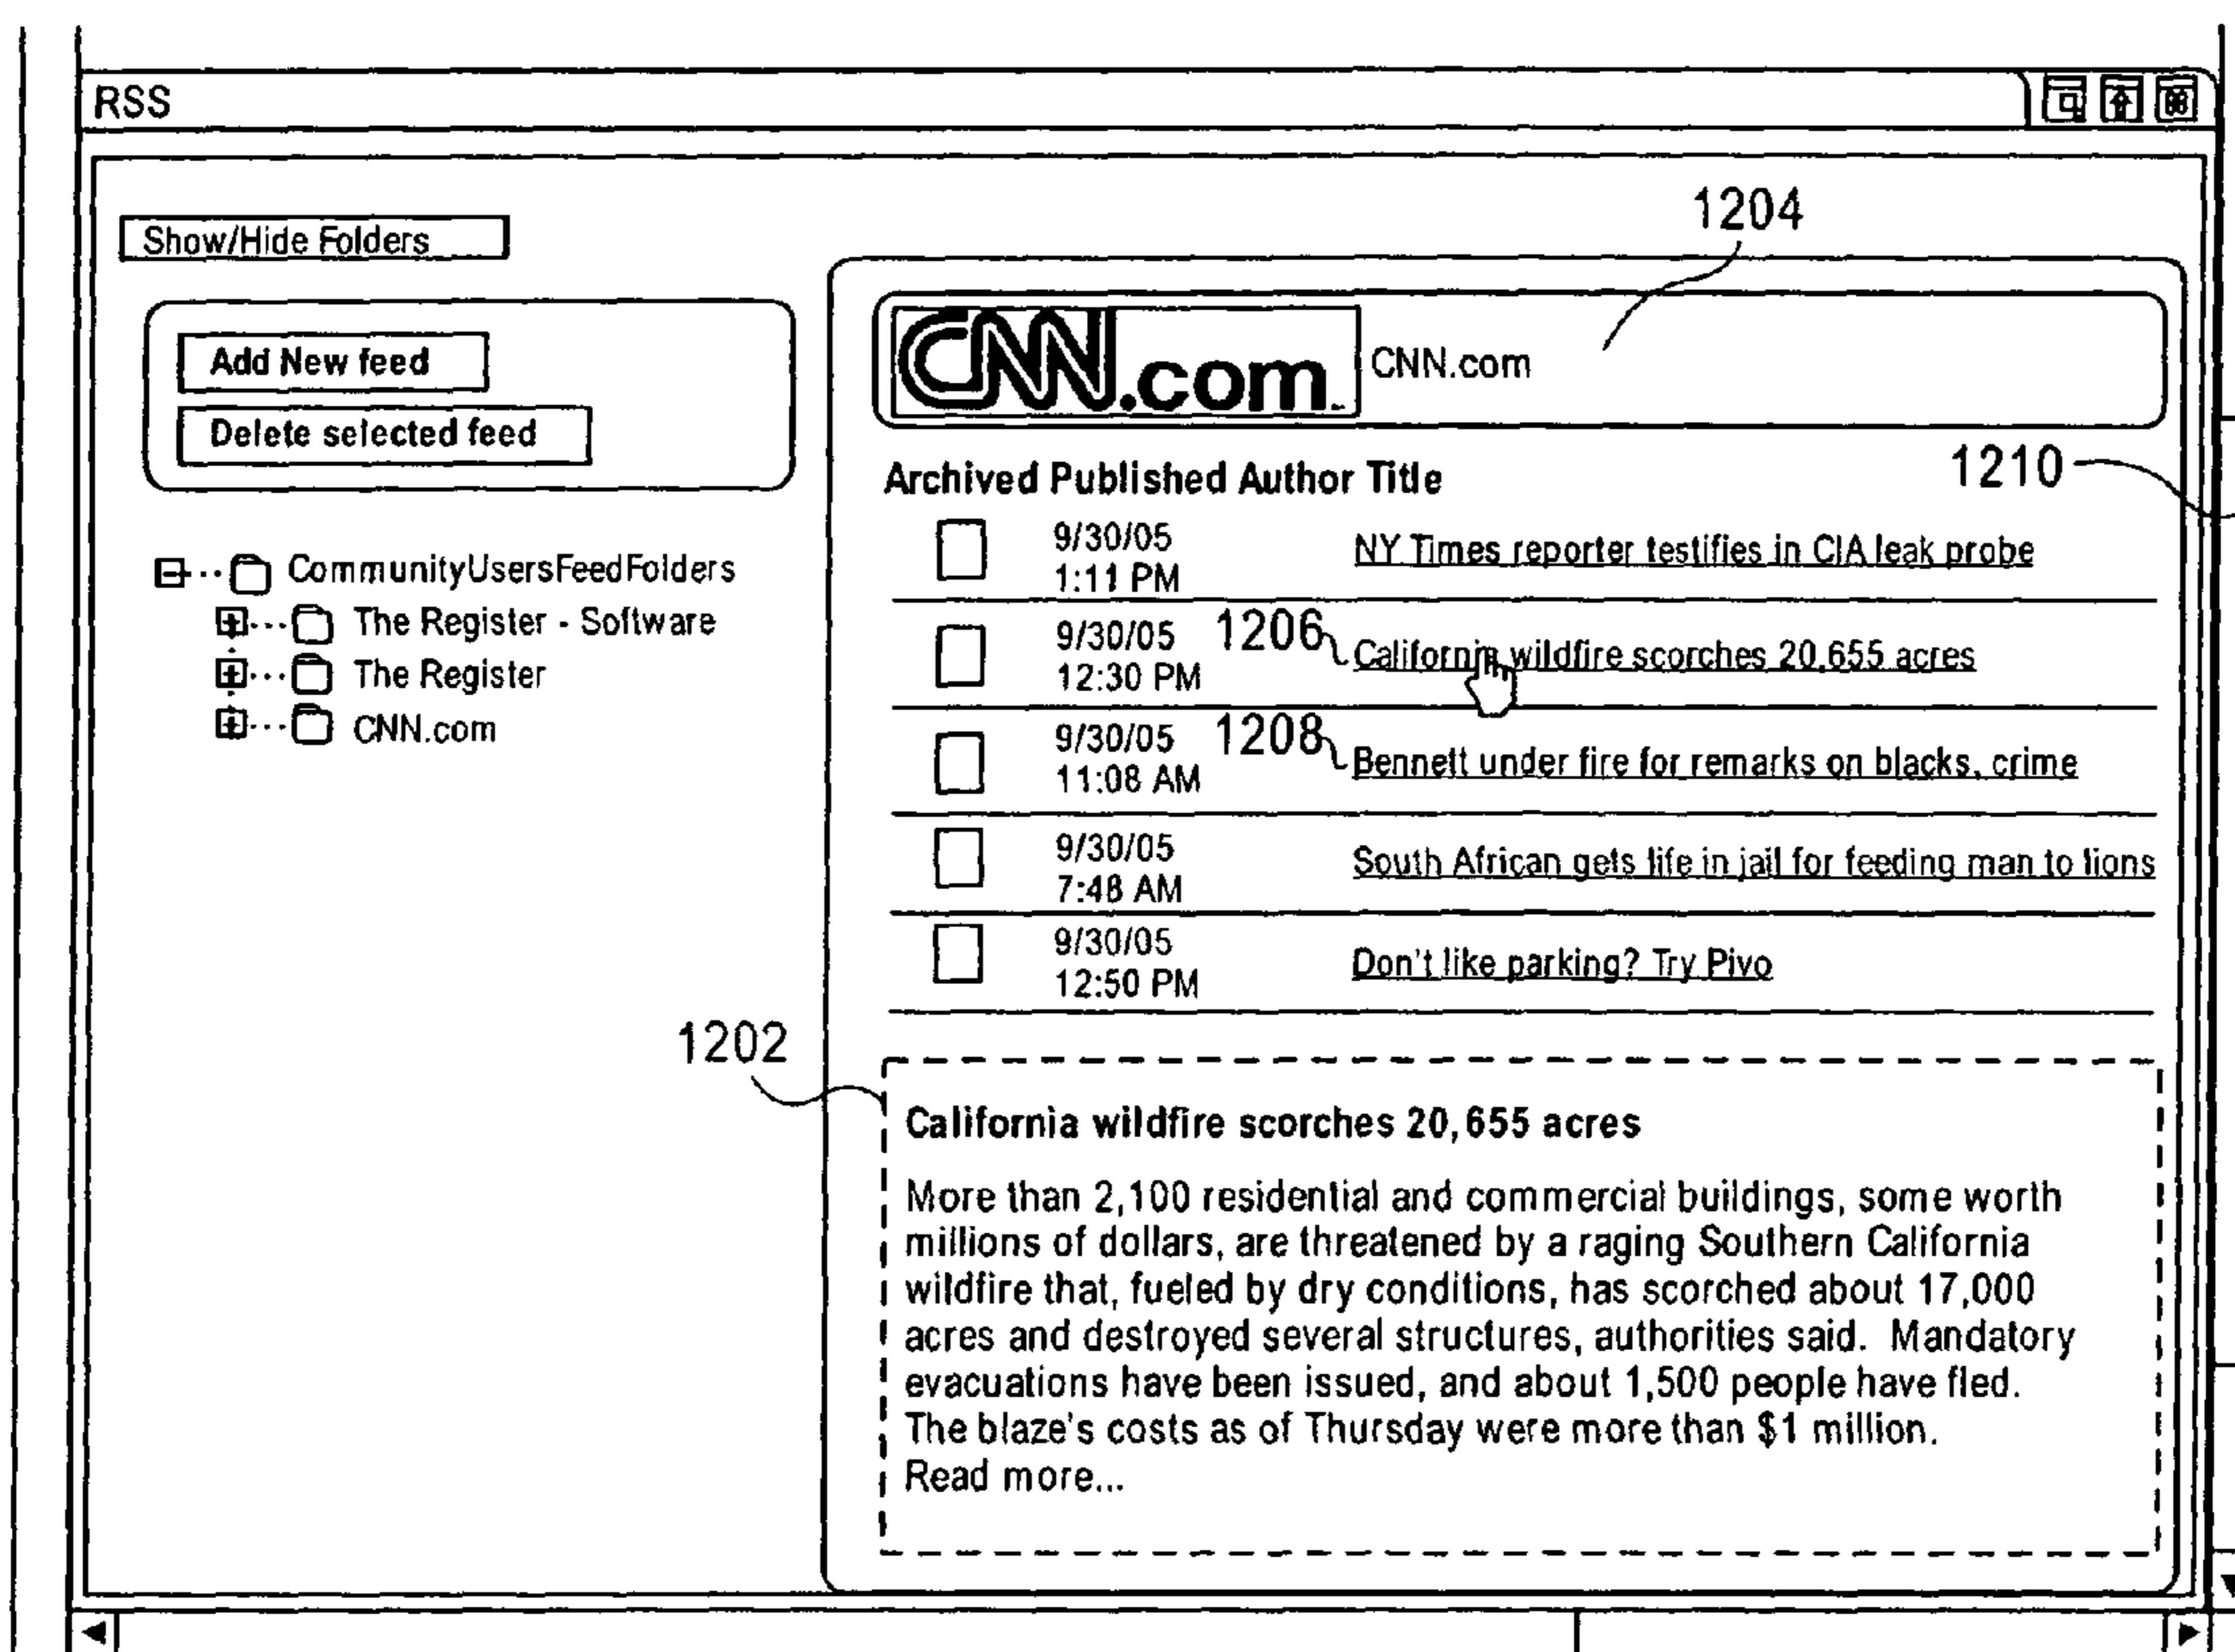 RSS
Show/Hide Folders
Add New feed
Delete selected feed
CommunityUsersFeedFolders
The Register - Software
The Register
CNN.com
1204
CNN.com
CNN.com
1210
Archived Published Author Title
9/30/05
1:11 PM
NY Times reporter testifies in CIA leak probe
9/30/05
12:30 PM
1206
California wildfire scorches 20,655 acres
9/30/05
11:08 AM
1208
Bennett under fire for remarks on blacks, crime
9/30/05
7:48 AM
South African gets life in jail for feeding man to lions
9/30/05
12:50 PM
Don't like parking? Try Pivo
1202
California wildfire scorches 20,655 acres
More than 2,100 residential and commercial buildings, some worth
millions of dollars, are threatened by a raging Southern California
wildfire that, fueled by dry conditions, has scorched about 17,000
acres and destroyed several structures, authorities said. Mandatory
evacuations have been issued, and about 1,500 people have fled.
The blaze's costs as of Thursday were more than $1 million.
Read more...